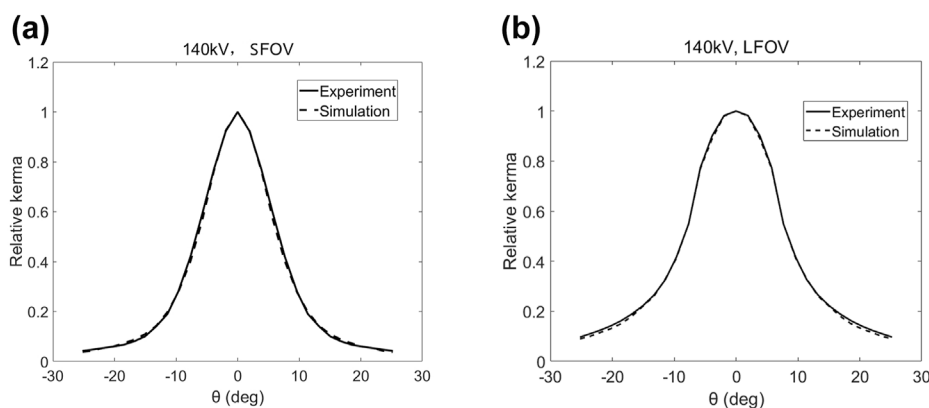 (a)
140kV, SFOV
1.2
1
0.8
0.6
0.4
0.2
0
Relative kerma
Experiment
Simulation
-30
-20
-10
0
10
20
30
θ (deg)
(b)
140kV, LFOV
1.2
1
0.8
0.6
0.4
0.2
0
Relative kerma
Experiment
Simulation
-30
-20
-10
0
10
20
30
θ (deg)